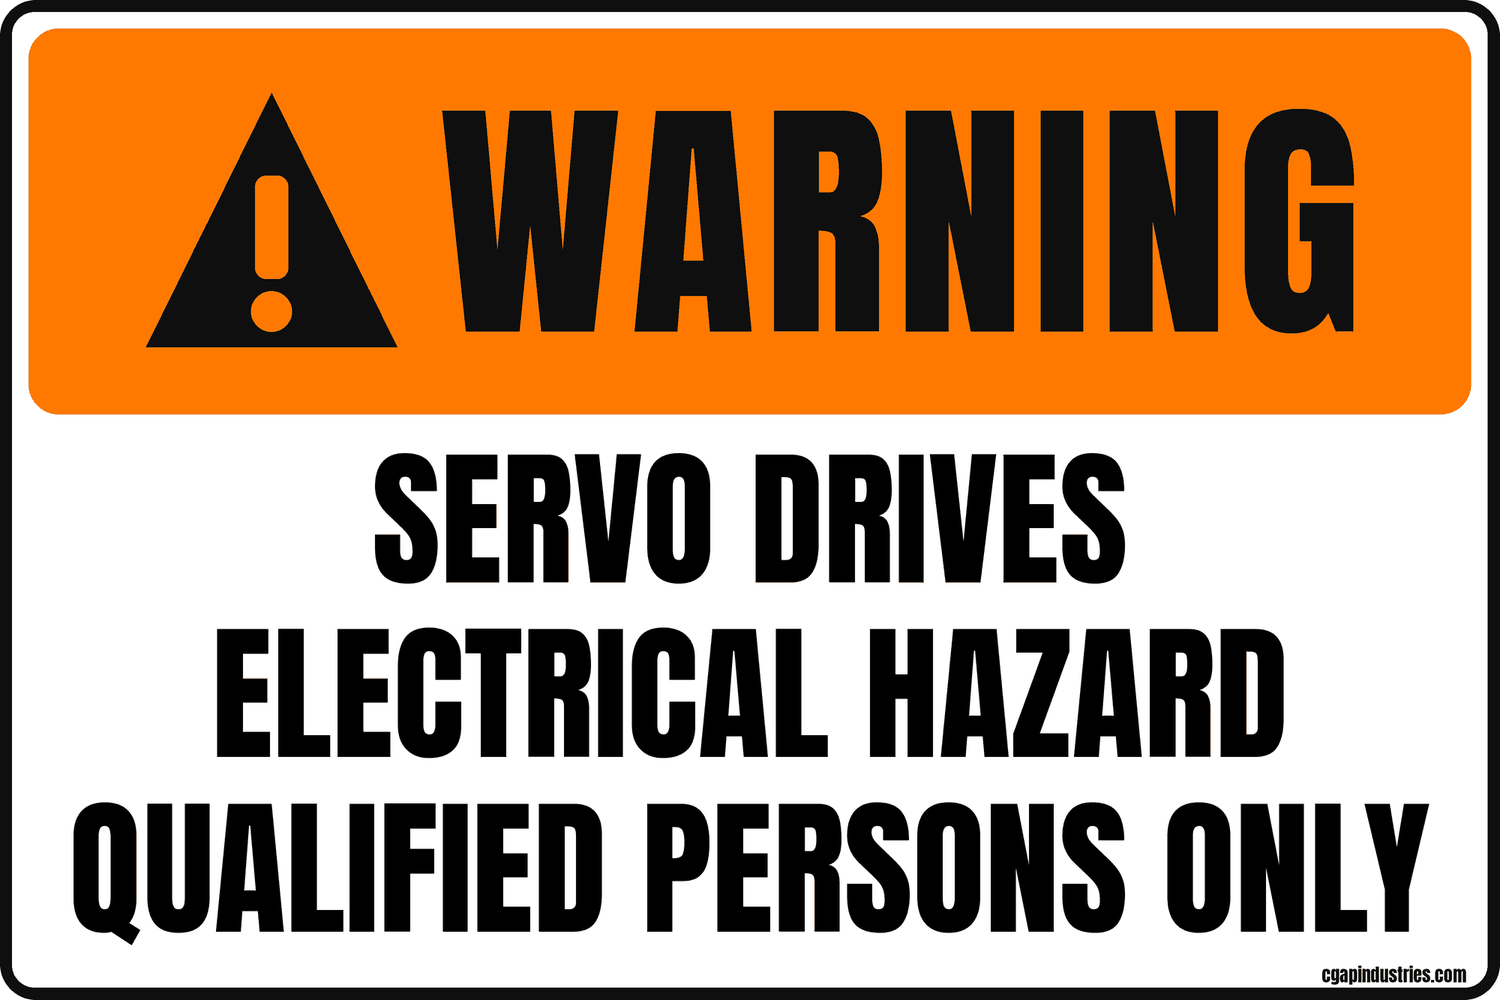 WARNING
SERVO DRIVES
ELECTRICAL HAZARD
QUALIFIED PERSONS ONLY
cgapindustries.com